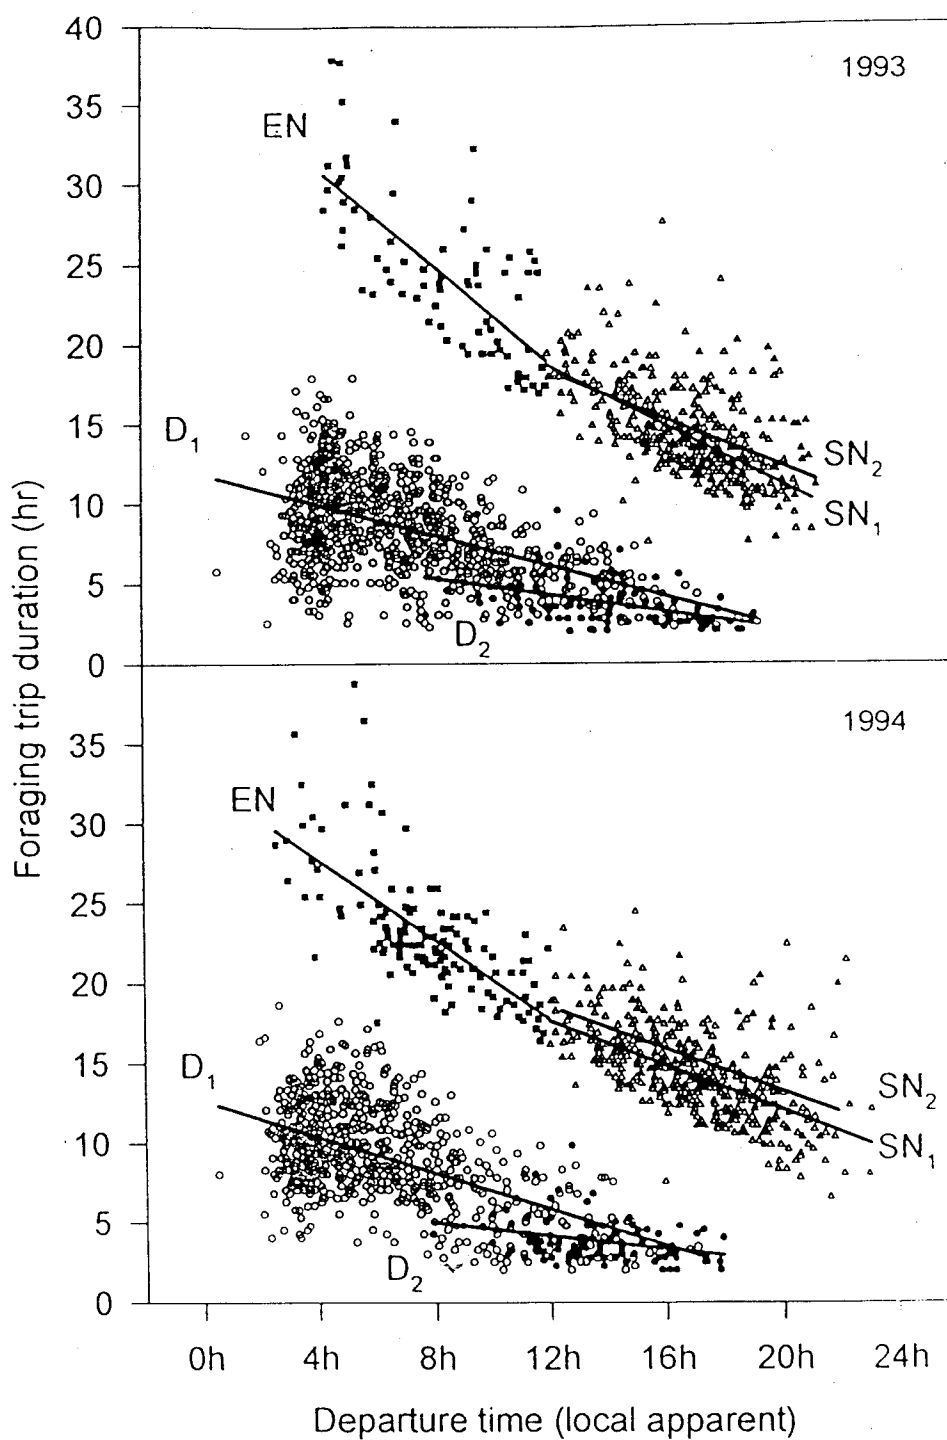 40
1993
35
EN
30
25
20
15
D1
SN2
10
SN1
5
D2
0
Foraging trip duration (hr)
1994
35
EN
30
25
20
15
D1
SN2
10
SN1
5
D2
0
0h 4h 8h 12h 16h 20h 24h
Departure time (local apparent)